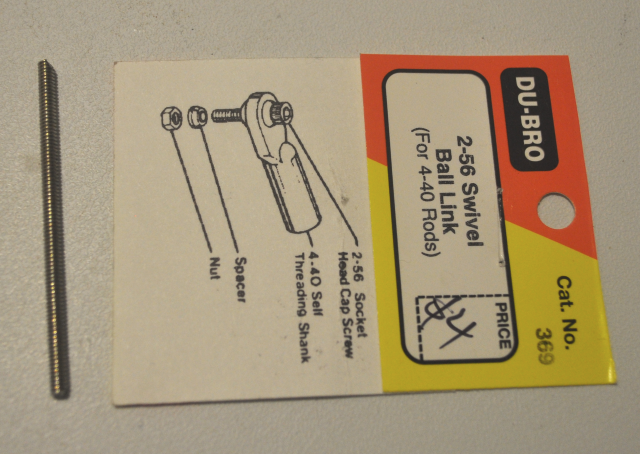 DU-BRO
Cat. No.
369
2-56 Swivel
Ball Link
(For 4-40 Rods)
PRICE
2-56 Socket
Head Cap Screw
4-40 Self
Threading Shank
Spacer
Nut